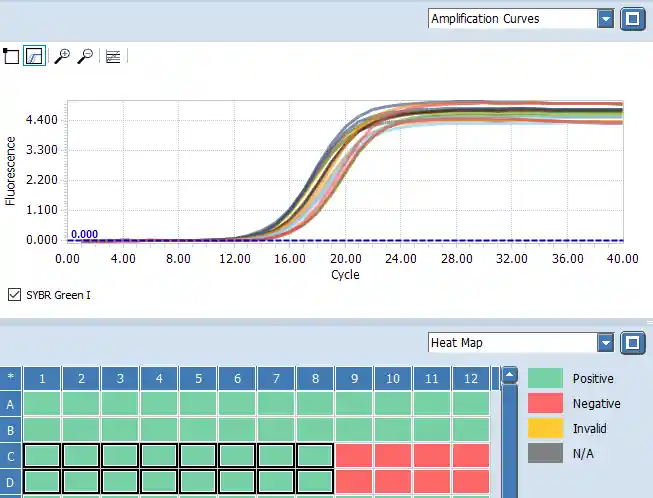 Amplification Curves
4.400
3.300
2.200
1.100
0.000
Fluorescence
0.000
0.00 4.00 8.00 12.00 16.00 20.00 24.00 28.00 32.00 36.00 40.00
Cycle
SYBR Green I
Heat Map
* 1 2 3 4 5 6 7 8 9 10 11 12
A
B
C
D
Positive
Negative
Invalid
N/A